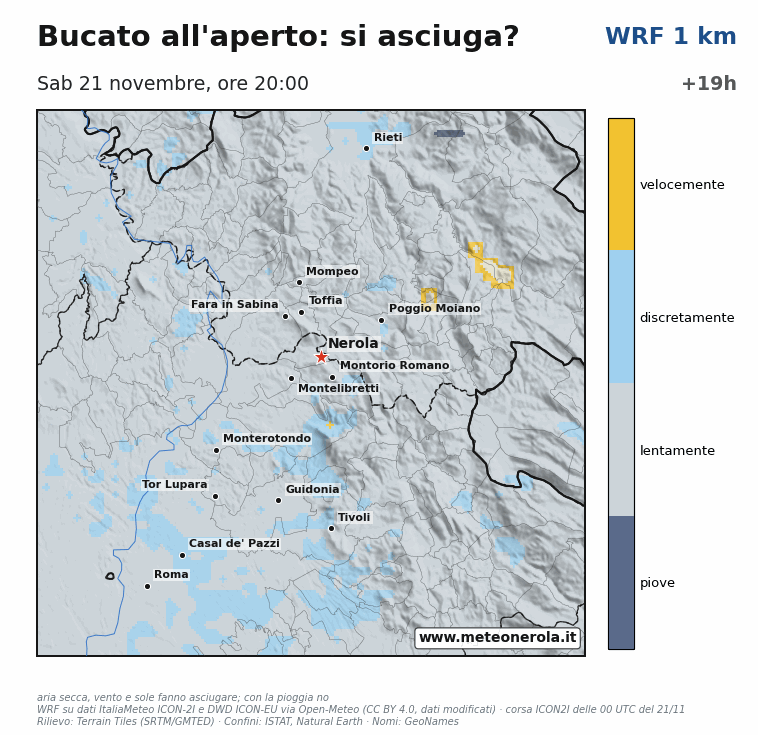 Bucato all'aperto: si asciuga?
WRF 1 km
Sab 21 novembre, ore 20:00
+19h
Rieti
Mompeo
Toffia
Fara in Sabina
Poggio Moiano
Nerola
Montorio Romano
Montelibretti
Monterotondo
Tor Lupara
Guidonia
Tivoli
Casal de' Pazzi
Roma
www.meteonerola.it
velocemente
discretamente
lentamente
piove
aria secca, vento e sole fanno asciugare; con la pioggia no
WRF su dati ItaliaMeteo ICON-2I e DWD ICON-EU via Open-Meteo (CC BY 4.0, dati modificati) · corsa ICON2I delle 00 UTC del 21/11
Rilievo: Terrain Tiles (SRTM/GMTED) · Confini: ISTAT, Natural Earth · Nomi: GeoNames